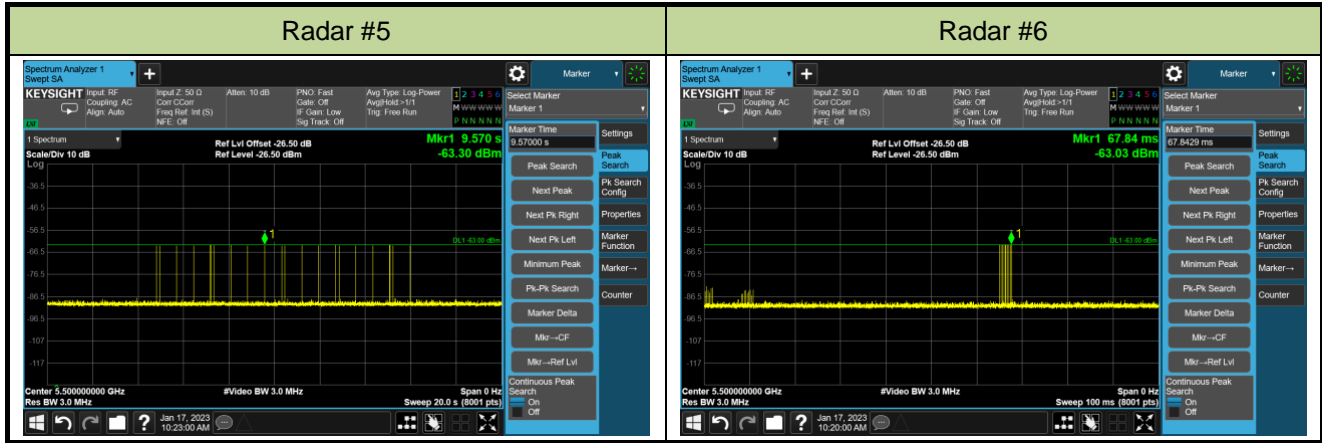 Radar #5
Spectrum Analyzer 1
Swept SA
Marker
KEYSIGHT
Input: RF
Coupling: AC
Align: Auto
Input Z: 50 Ω
Corr CCorr
Freq Ref: Int (S)
NFE: Off
Atten: 10 dB
PNO: Fast
Gate: Off
IF Gain: Low
Sig Track: Off
Avg Type: Log-Power
Avg|Hold:>1/1
Trig: Free Run
1 2 3 4 5 6
M W W W W W
P N N N N N
Select Marker
Marker 1
LXI
1 Spectrum
Scale/Div 10 dB
Log
Ref Lvl Offset -26.50 dB
Ref Level -26.50 dBm
Mkr1 9.570 s
-63.30 dBm
-36.5
-46.5
-56.5
-66.5
-76.5
-86.5
-96.5
-107
-117
1
DL1 -63.00 dBm
Marker Time
9.57000 s
Peak Search
Next Peak
Next Pk Right
Next Pk Left
Minimum Peak
Pk-Pk Search
Marker Delta
Mkr→CF
Mkr→Ref Lvl
Continuous Peak
Search
On
Off
Settings
Peak
Search
Pk Search
Config
Properties
Marker
Function
Marker→
Counter
Center 5.500000000 GHz
Res BW 3.0 MHz
#Video BW 3.0 MHz
Span 0 Hz
Sweep 20.0 s (8001 pts)
?
Jan 17, 2023
10:23:00 AM
Radar #6
Spectrum Analyzer 1
Swept SA
Marker
KEYSIGHT
Input: RF
Coupling: AC
Align: Auto
Input Z: 50 Ω
Corr CCorr
Freq Ref: Int (S)
NFE: Off
Atten: 10 dB
PNO: Fast
Gate: Off
IF Gain: Low
Sig Track: Off
Avg Type: Log-Power
Avg|Hold:>1/1
Trig: Free Run
1 2 3 4 5 6
M W W W W W
P N N N N N
Select Marker
Marker 1
LXI
1 Spectrum
Scale/Div 10 dB
Log
Ref Lvl Offset -26.50 dB
Ref Level -26.50 dBm
Mkr1 67.84 ms
-63.03 dBm
-36.5
-46.5
-56.5
-66.5
-76.5
-86.5
-96.5
-107
-117
1
DL1 -63.00 dBm
Marker Time
67.8429 ms
Peak Search
Next Peak
Next Pk Right
Next Pk Left
Minimum Peak
Pk-Pk Search
Marker Delta
Mkr→CF
Mkr→Ref Lvl
Continuous Peak
Search
On
Off
Settings
Peak
Search
Pk Search
Config
Properties
Marker
Function
Marker→
Counter
Center 5.500000000 GHz
Res BW 3.0 MHz
#Video BW 3.0 MHz
Span 0 Hz
Sweep 100 ms (8001 pts)
?
Jan 17, 2023
10:20:00 AM